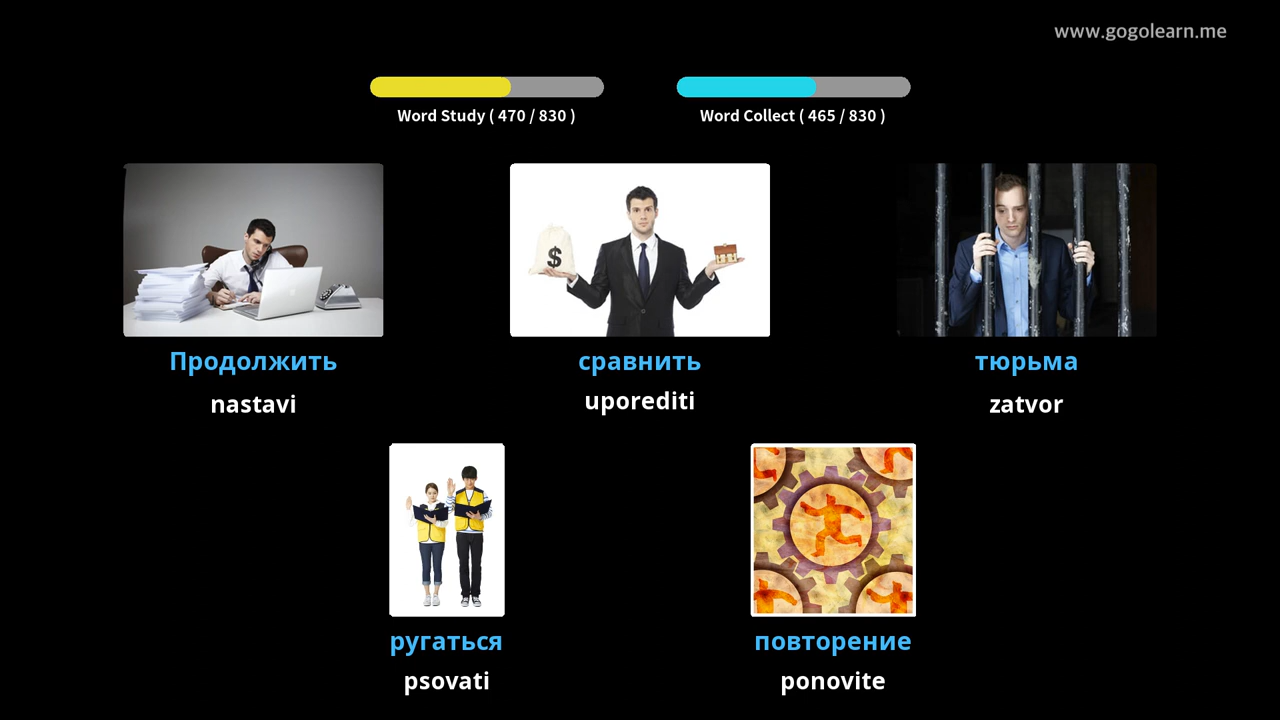 www.gogolearn.me
Word Study ( 470 / 830 )
Word Collect ( 465 / 830 )
$
Продолжить
nastavi
сравнить
uporediti
тюрьма
zatvor
ругаться
psovati
повторение
ponovite